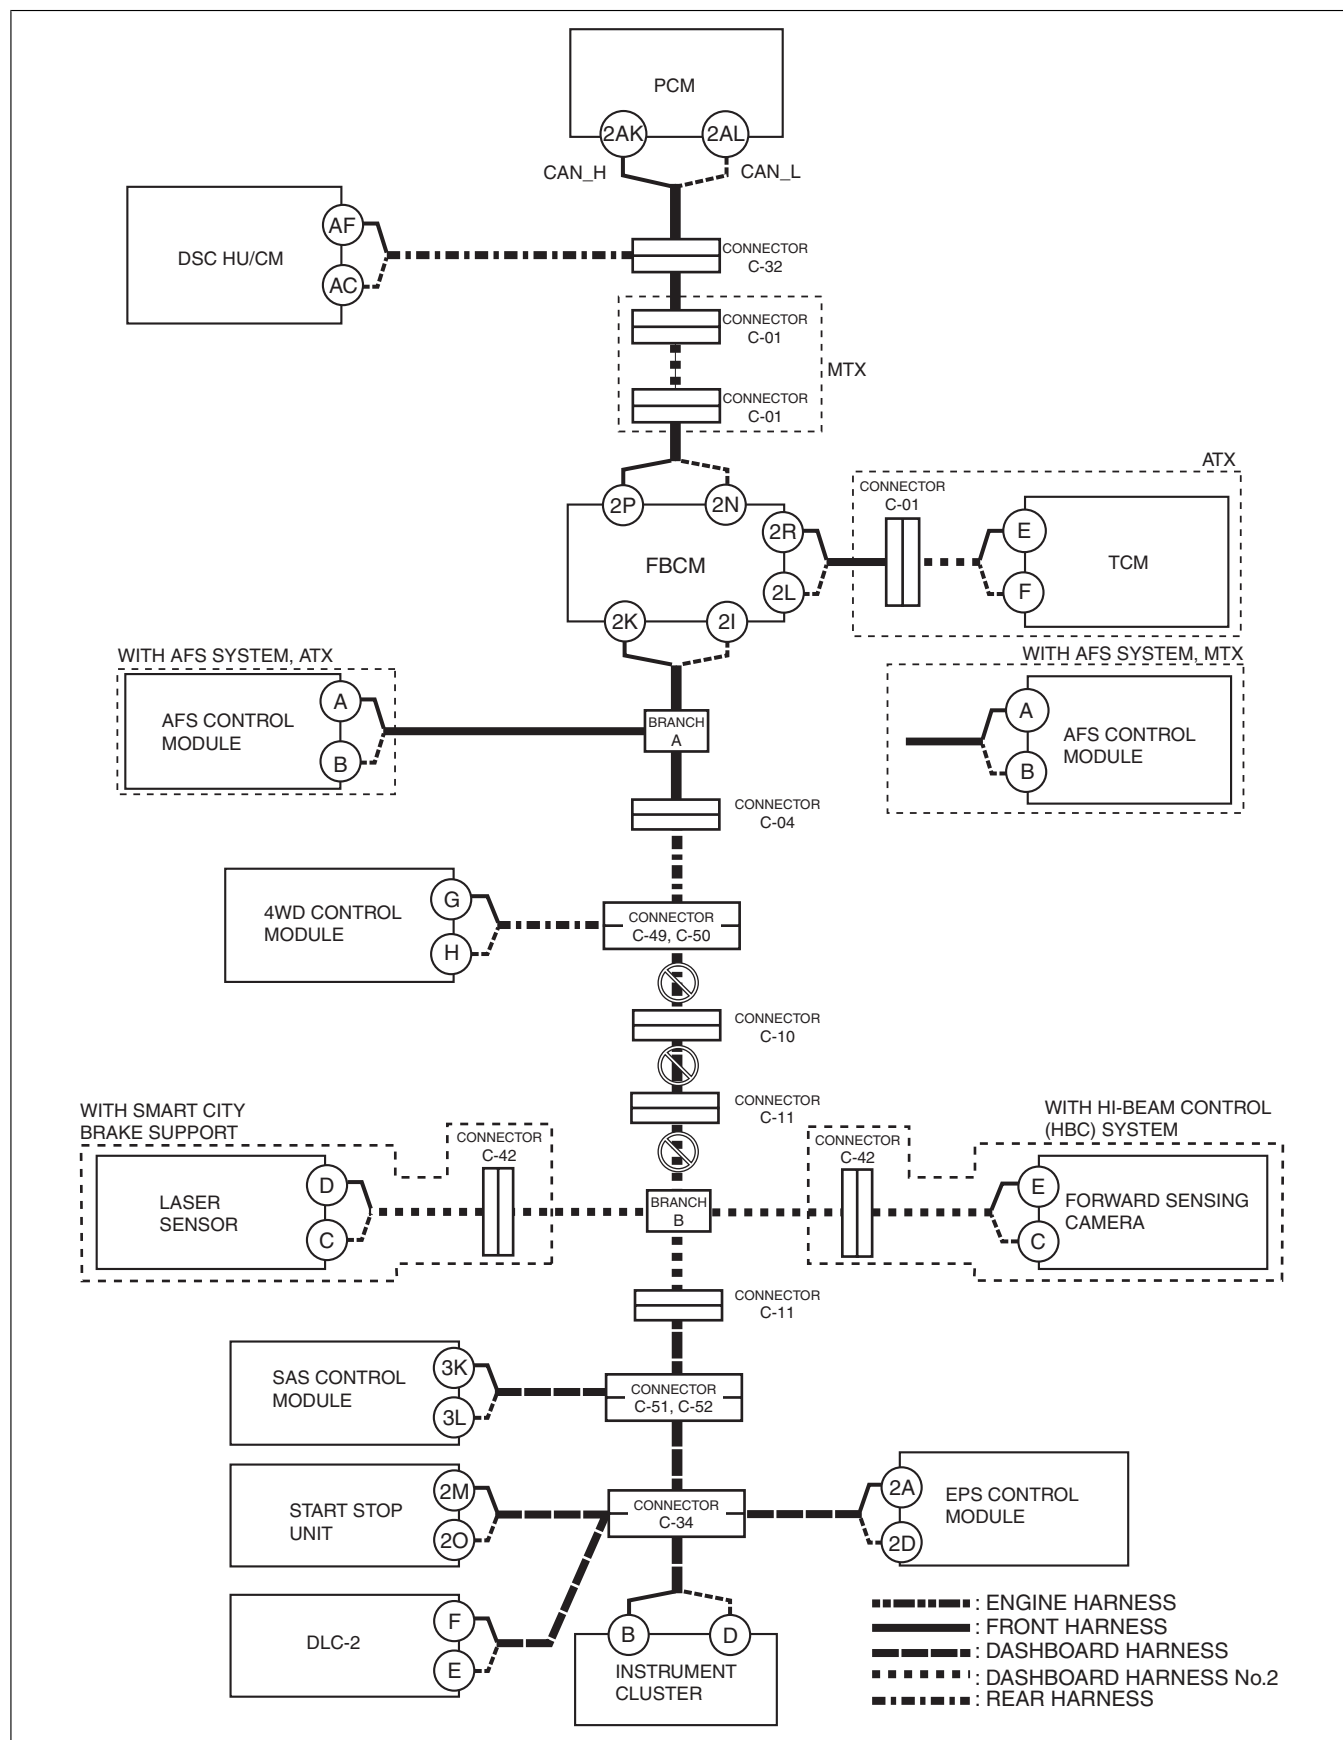 PCM
2AK
2AL
CAN_H
CAN_L
DSC HU/CM
AF
AC
CONNECTOR
C-32
CONNECTOR
C-01
MTX
CONNECTOR
C-01
ATX
2P
2N
2R
2L
FBCM
2K
2I
CONNECTOR
C-01
E
F
TCM
WITH AFS SYSTEM, ATX
AFS CONTROL
MODULE
A
B
BRANCH
A
WITH AFS SYSTEM, MTX
A
B
AFS CONTROL
MODULE
CONNECTOR
C-04
4WD CONTROL
MODULE
G
H
CONNECTOR
C-49, C-50
CONNECTOR
C-10
CONNECTOR
C-11
WITH SMART CITY
BRAKE SUPPORT
CONNECTOR
C-42
LASER
SENSOR
D
C
BRANCH
B
WITH HI-BEAM CONTROL
(HBC) SYSTEM
CONNECTOR
C-42
E
C
FORWARD SENSING
CAMERA
CONNECTOR
C-11
SAS CONTROL
MODULE
3K
3L
CONNECTOR
C-51, C-52
START STOP
UNIT
2M
2O
CONNECTOR
C-34
2A
2D
EPS CONTROL
MODULE
DLC-2
F
E
B
D
INSTRUMENT
CLUSTER
: ENGINE HARNESS
: FRONT HARNESS
: DASHBOARD HARNESS
: DASHBOARD HARNESS No.2
: REAR HARNESS